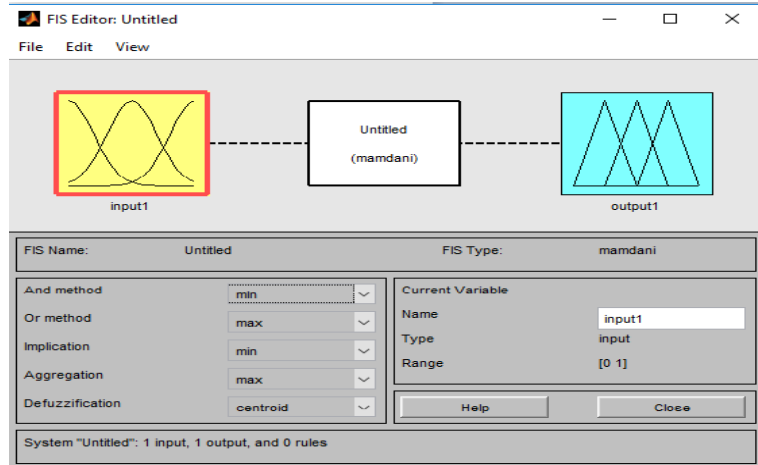 FIS Editor: Untitled
File Edit View
Untitled
(mamdani)
input1
output1
FIS Name: Untitled FIS Type: mamdani
And method min
Or method max
Implication min
Aggregation max
Defuzzification centroid
Current Variable
Name input1
Type input
Range [0 1]
Help Close
System "Untitled": 1 input, 1 output, and 0 rules